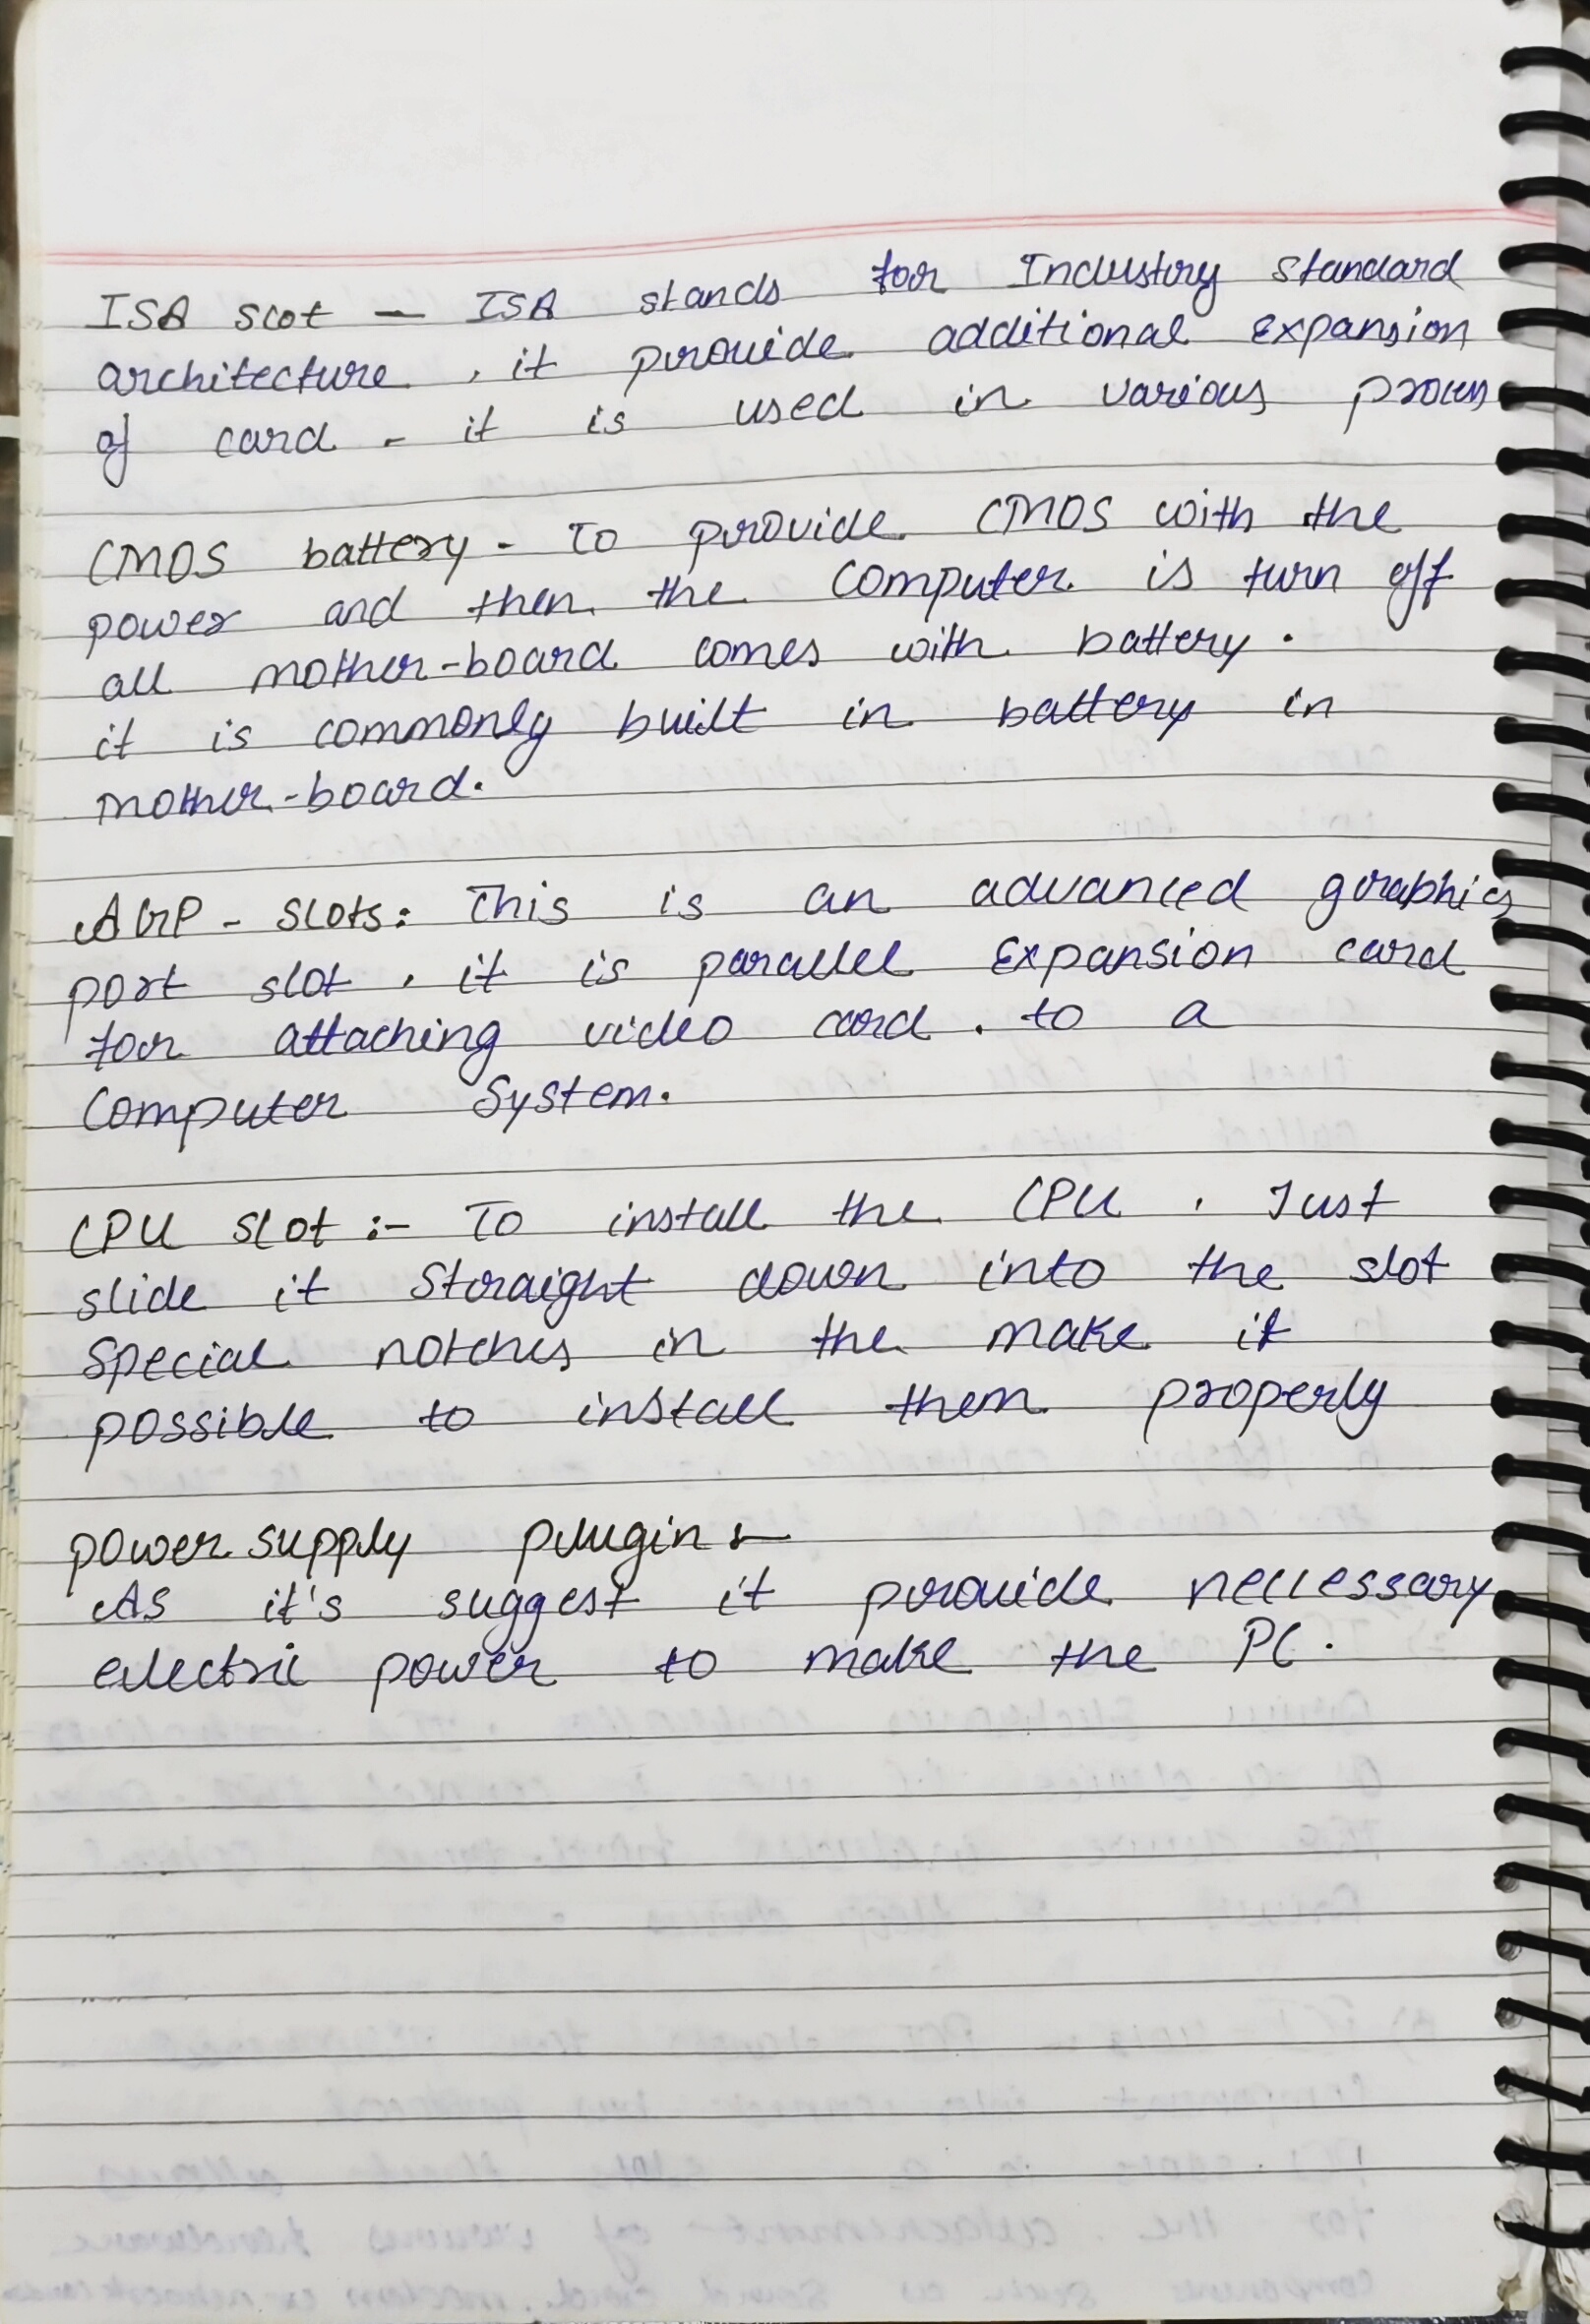 ISA slot — ISA stands for Industry standard
architecture , it provide additional Expansion
of card - it is used in various
CMOS battery - To provide CMOS with the
power and then the Computer is turn off
all mother-board comes with battery .
it is commonly built in battery in
mother-board.
AGP - slots: This is an advanced graphics
port slot , it is parallel Expansion card
for attaching video card . to a
Computer System.
CPU slot :- To install the CPU , Just
slide it Straight down into the slot
Special notches in the make it
possible to install them properly
power supply plugin :-
As it's suggest it provide neccessary
electric power to make the PC .